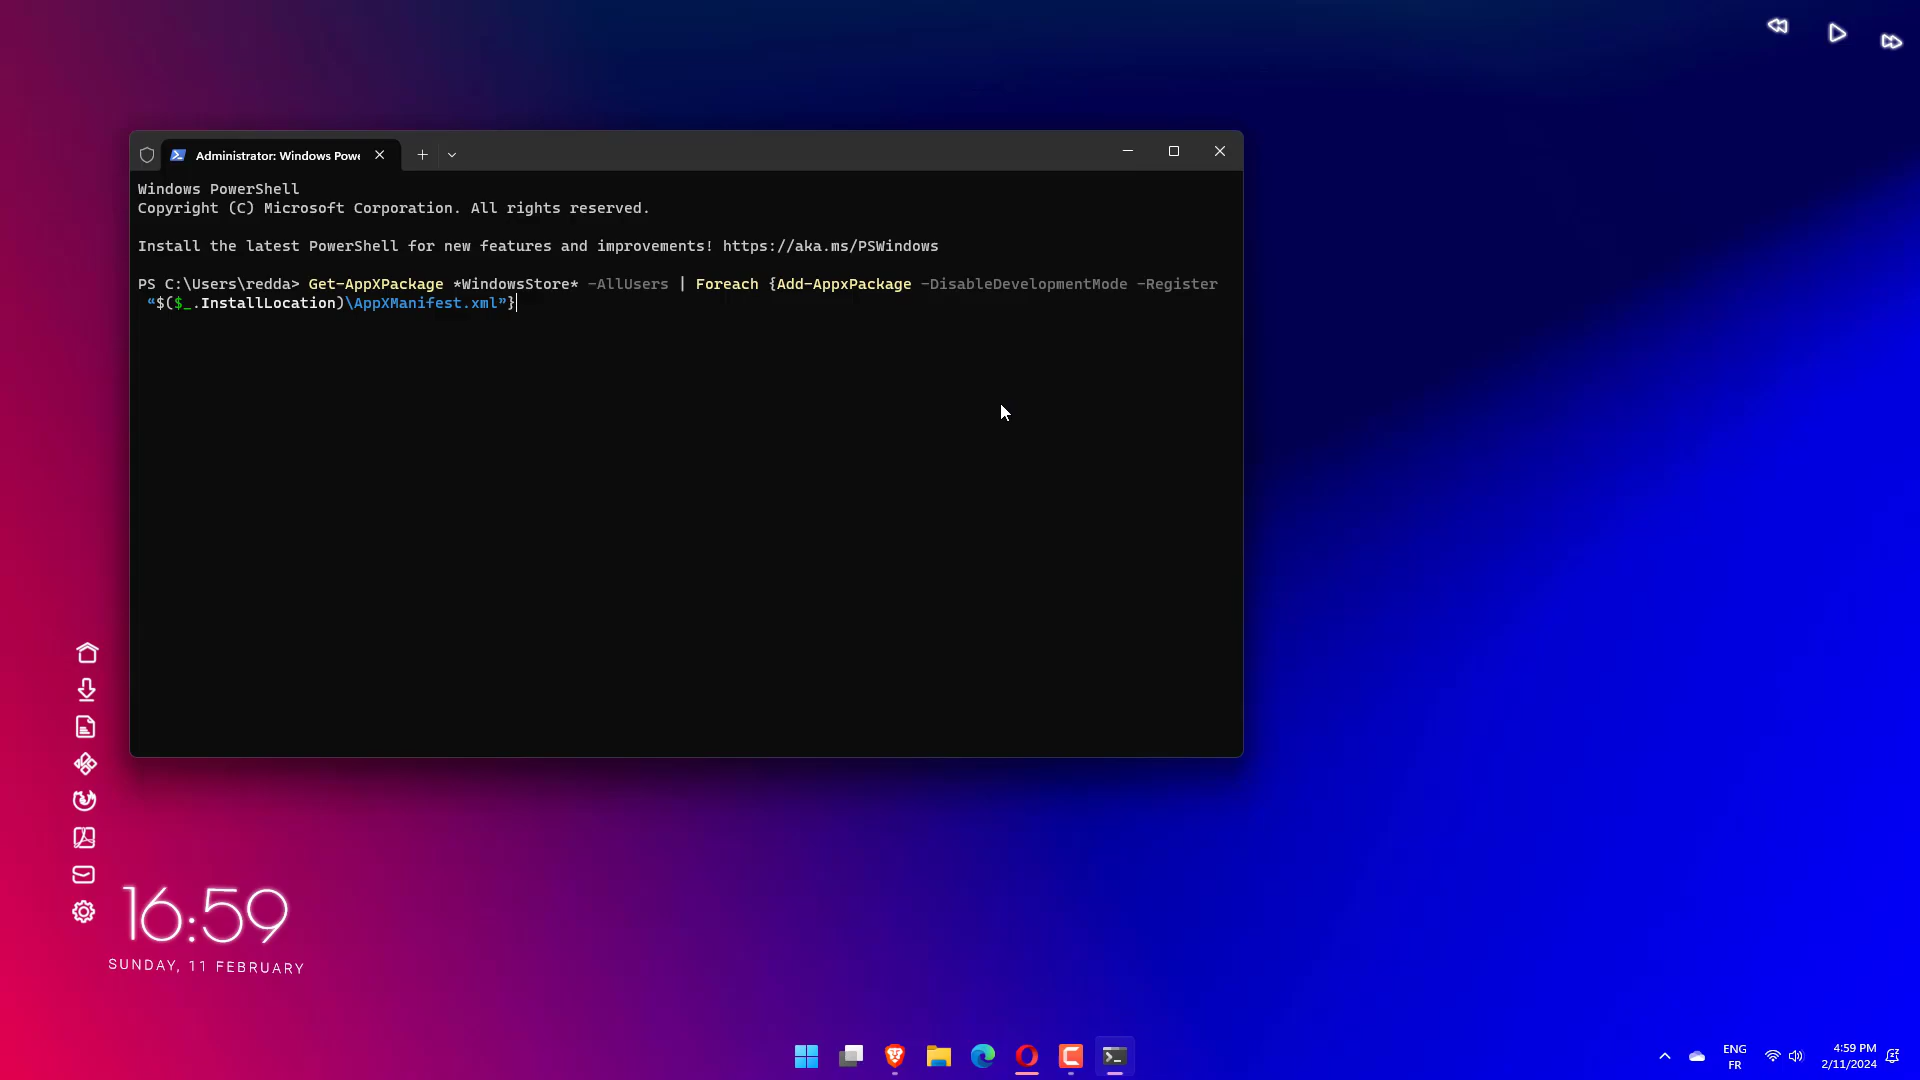 Administrator: Windows Powe
Windows PowerShell
Copyright (C) Microsoft Corporation. All rights reserved.
Install the latest PowerShell for new features and improvements! https://aka.ms/PSWindows
PS C:\Users\redda> Get-AppXPackage *WindowsStore* -AllUsers | Foreach {Add-AppxPackage -DisableDevelopmentMode -Register
“$($_.InstallLocation)\AppXManifest.xml”}
16:59
SUNDAY, 11 FEBRUARY
ENG
FR
4:59 PM
2/11/2024